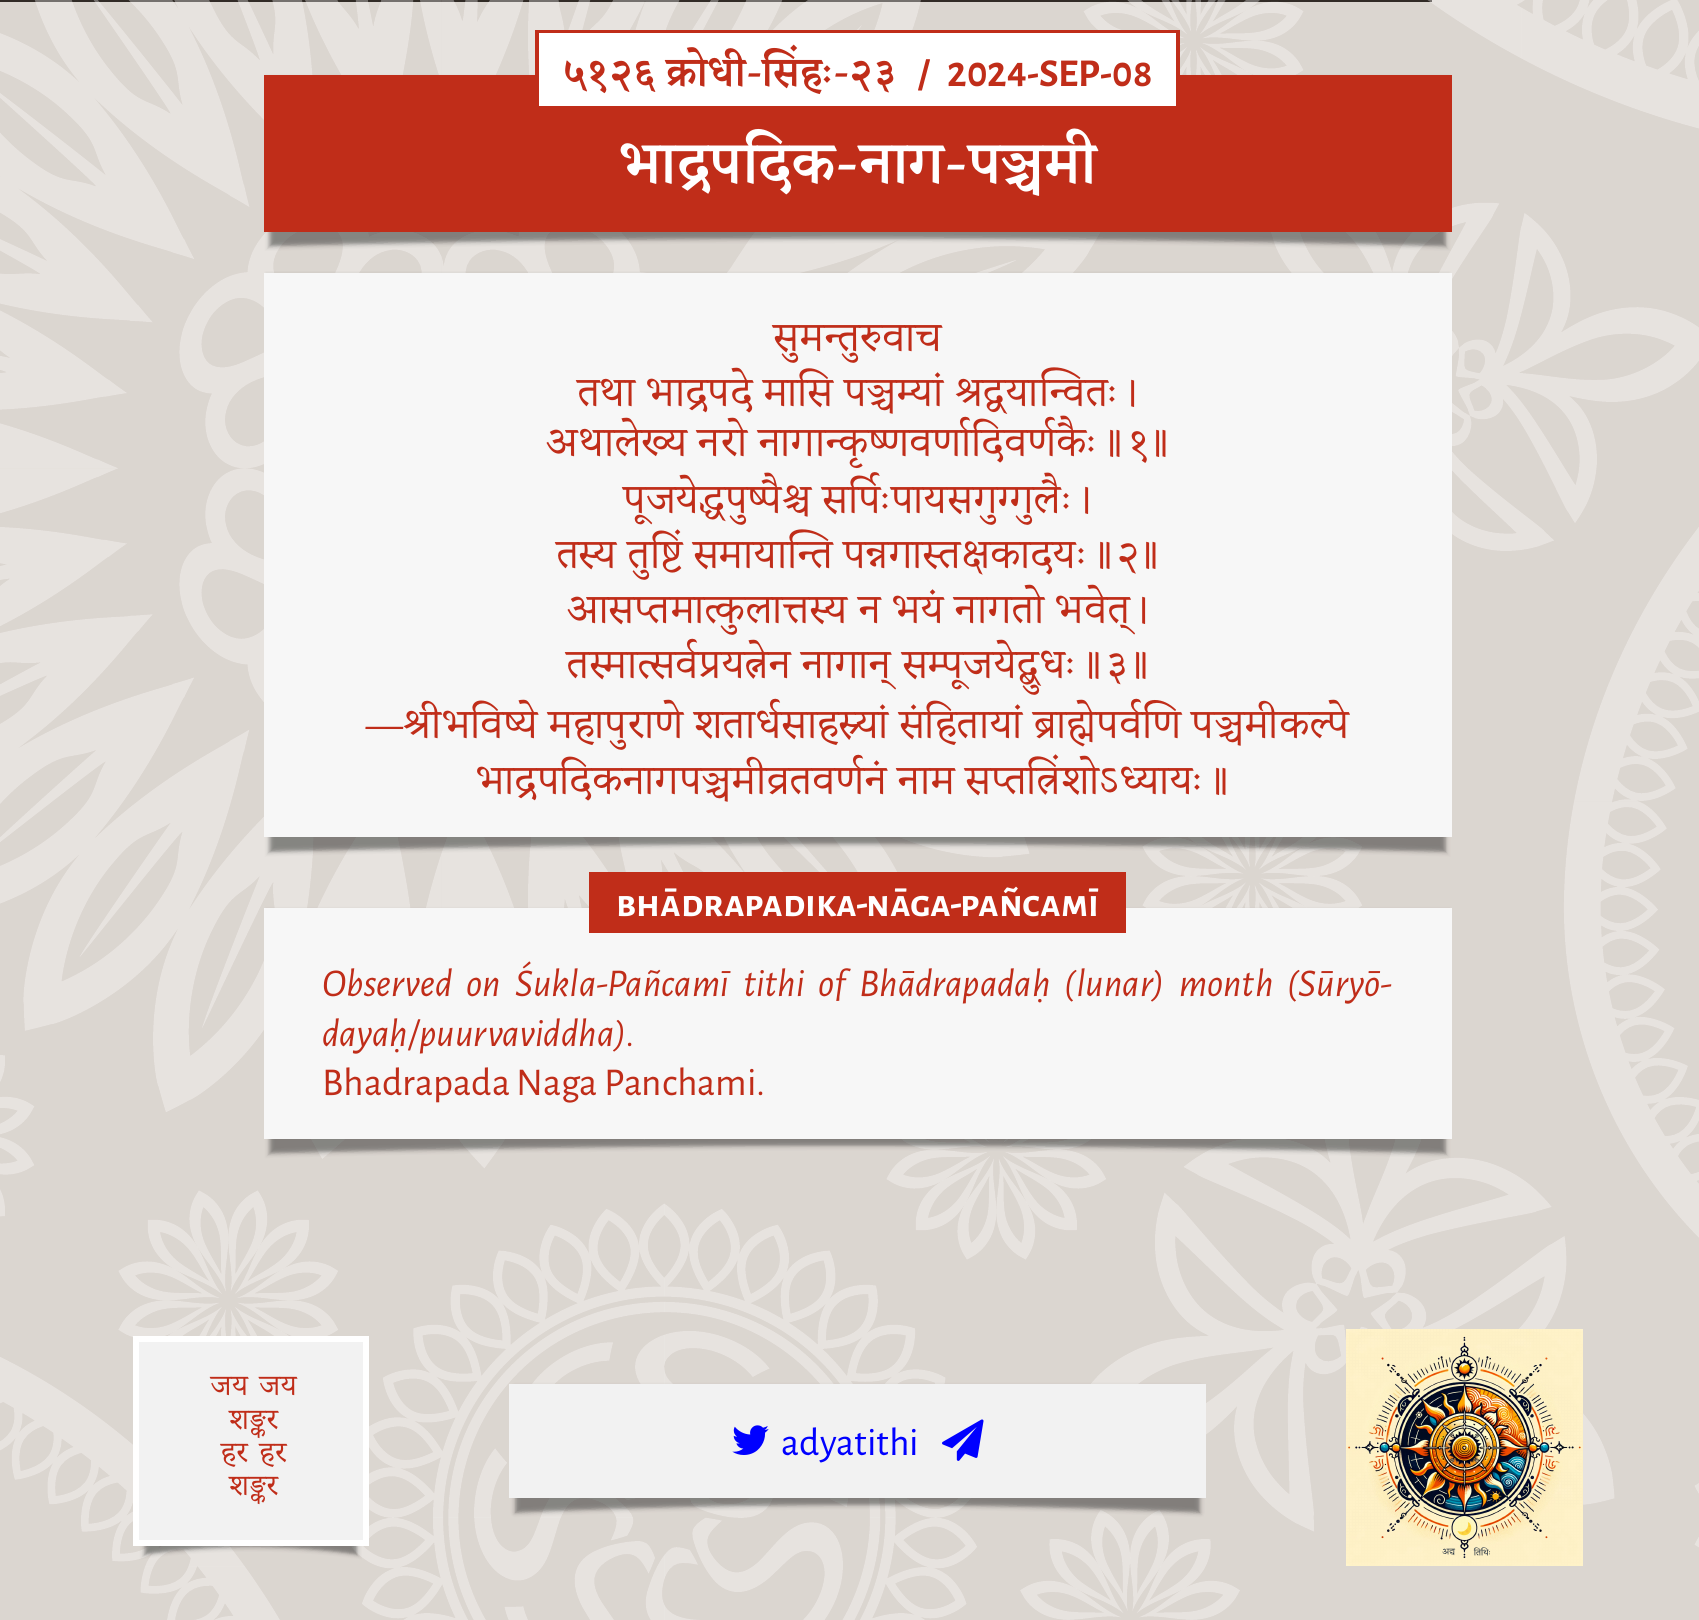 ५१२६ क्रोधी-सिंहः-२३ / 2024-SEP-08
भाद्रपदिक-नाग-पञ्चमी
सुमन्तुरुवाच
तथा भाद्रपदे मासि पञ्चम्यां श्रद्धयान्वितः।
अथालेख्य नरो नागान्कृष्णवर्णादिवर्णकैः॥१॥
पूजयेद्धपुष्पैश्च सर्पिःपायसगुग्गुलैः।
तस्य तुष्टिं समायान्ति पन्नगास्तक्षकादयः॥२॥
आसप्तमात्कुलात्तस्य न भयं नागतो भवेत्।
तस्मात्सर्वप्रयत्नेन नागान् सम्पूजयेद्बुधः॥३॥
—श्रीभविष्ये महापुराणे शतार्धसाहस्र्यां संहितायां ब्राह्मेपर्वणि पञ्चमीकल्पे
भाद्रपदिकनागपञ्चमीव्रतवर्णनं नाम सप्तत्रिंशोऽध्यायः॥
BHĀDRAPADIKA-NĀGA-PAÑCAMĪ
Observed on Śukla-Pañcamī tithi of Bhādrapadaḥ (lunar) month (Sūryō-
dayaḥ/puurvaviddha).
Bhadrapada Naga Panchami.
जय जय
शङ्कर
हर हर
शङ्कर
adyatithi
अद्य तिथिः